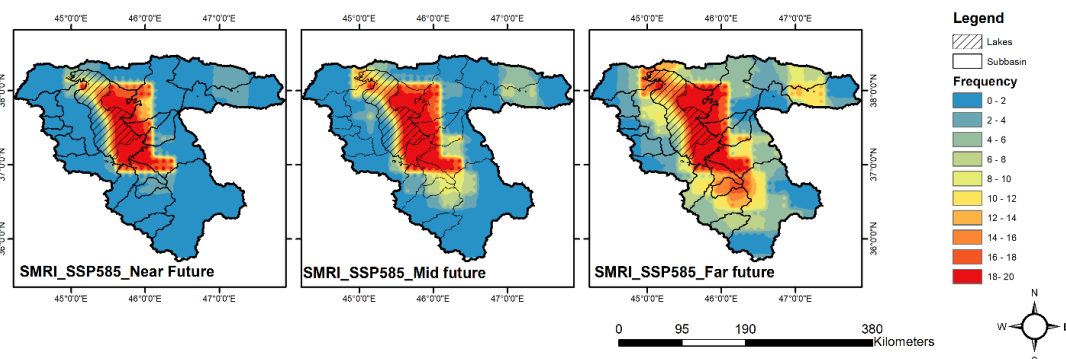 45°0'0"E 46°0'0"E 47°0'0"E 45°0'0"E 46°0'0"E 47°0'0"E 45°0'0"E 46°0'0"E 47°0'0"E
38°0'0"N
37°0'0"N
36°0'0"N
SMRI_SSP585_Near Future
SMRI_SSP585_Mid future
SMRI_SSP585_Far future
38°0'0"N
37°0'0"N
36°0'0"N
45°0'0"E 46°0'0"E 47°0'0"E 45°0'0"E 46°0'0"E 47°0'0"E 45°0'0"E 46°0'0"E 47°0'0"E
Legend
Lakes
Subbasin
Frequency
0 - 2
2 - 4
4 - 6
6 - 8
8 - 10
10 - 12
12 - 14
14 - 16
16 - 18
18- 20
0 95 190 380
Kilometers
N
W E